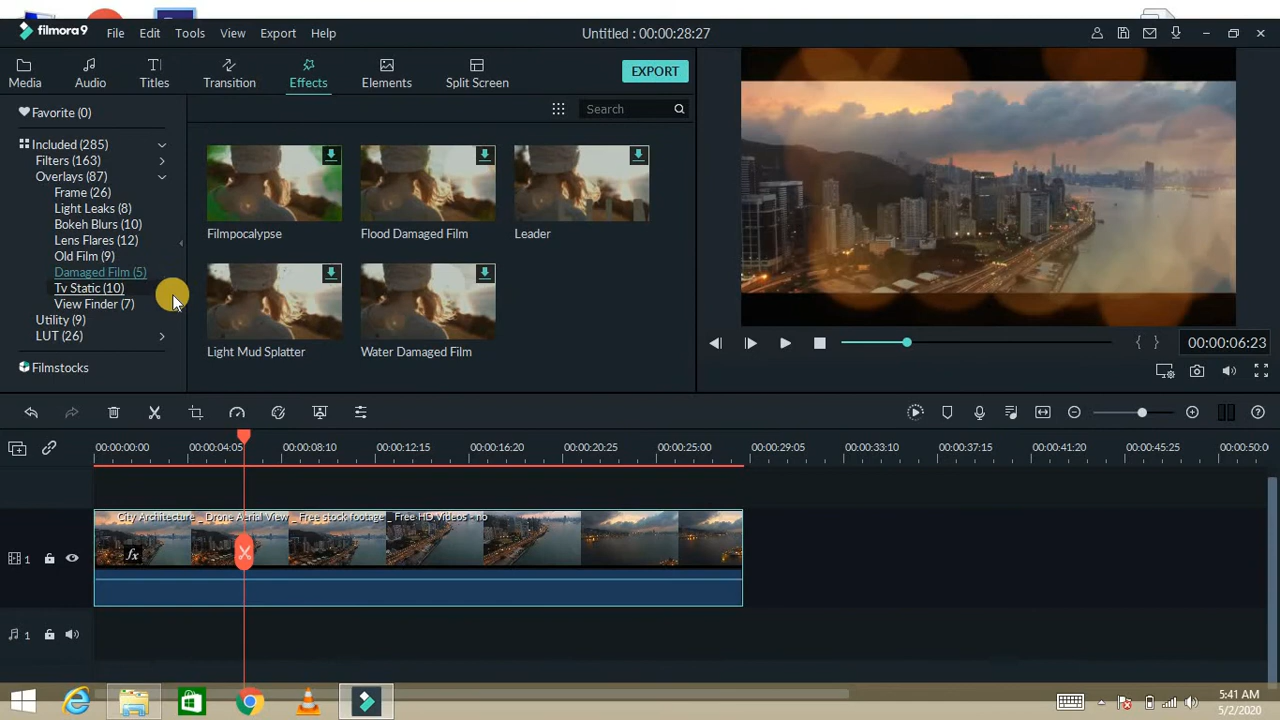 filmora9 File Edit Tools View Export Help Untitled : 00:00:28:27
Media Audio Titles Transition Effects Elements Split Screen EXPORT
Favorite (0)
Search
Included (285)
Filters (163)
Overlays (87)
Frame (26)
Light Leaks (8)
Bokeh Blurs (10)
Lens Flares (12)
Old Film (9)
Damaged Film (5)
Tv Static (10)
View Finder (7)
Utility (9)
LUT (26)
Filmstocks
Filmpocalypse Flood Damaged Film Leader
Light Mud Splatter Water Damaged Film
00:00:06:23
00:00:00:00 00:00:04:05 00:00:08:10 00:00:12:15 00:00:16:20 00:00:20:25 00:00:25:00 00:00:29:05 00:00:33:10 00:00:37:15 00:00:41:20 00:00:45:25 00:00:50:0
City Architecture _ Drone Aerial View _ Free stock footage _ Free HD Videos - no
fx
1
1
5:41 AM
5/2/2020